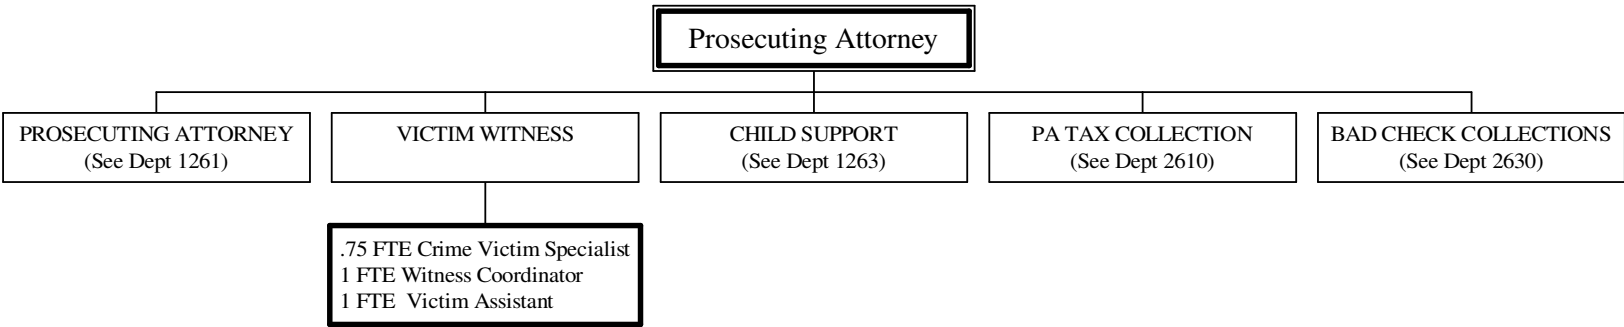 Prosecuting Attorney
PROSECUTING ATTORNEY
(See Dept 1261)
VICTIM WITNESS
CHILD SUPPORT
(See Dept 1263)
PA TAX COLLECTION
(See Dept 2610)
BAD CHECK COLLECTIONS
(See Dept 2630)
.75 FTE Crime Victim Specialist
1 FTE Witness Coordinator
1 FTE  Victim Assistant